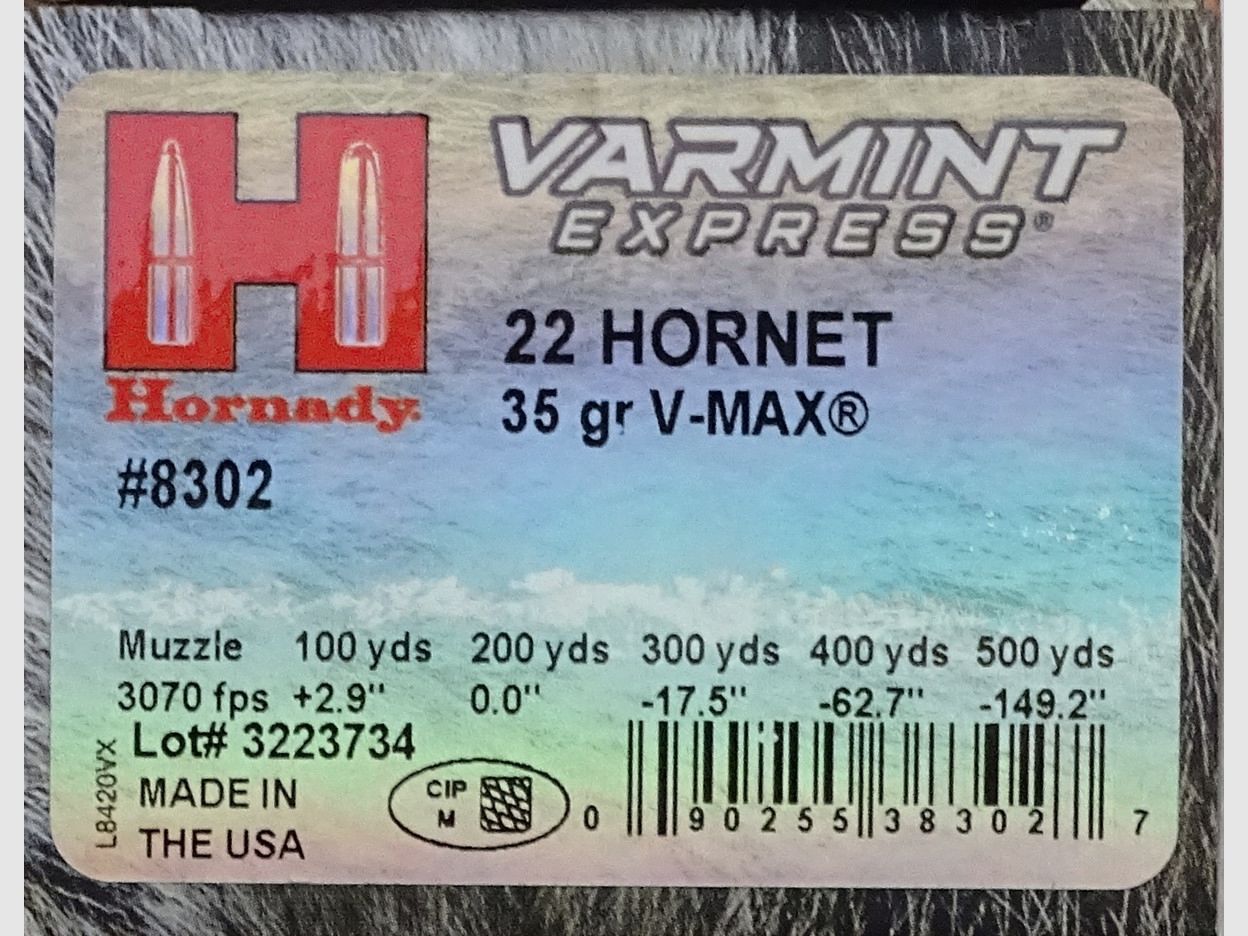 VARMINT
EXPRESS®
Hornady
22 HORNET
35 gr V-MAX®
#8302
Muzzle 100 yds 200 yds 300 yds 400 yds 500 yds
3070 fps +2.9" 0.0" -17.5" -62.7" -149.2"
Lot# 3223734
L8420VX
MADE IN
THE USA
CIP
M
0 90255 38302 7